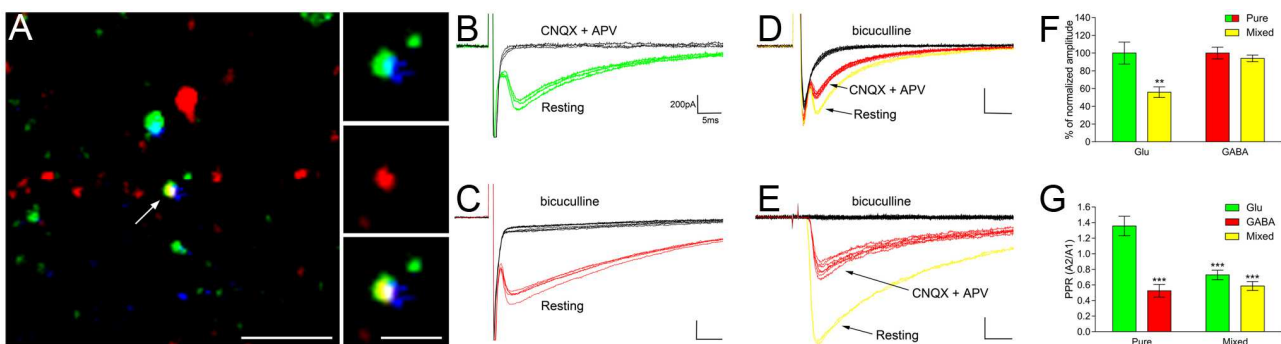 A
B
CNQX + APV
Resting
200pA
5ms
C
bicuculline
Resting
D
bicuculline
CNQX + APV
Resting
E
bicuculline
CNQX + APV
Resting
F
% of normalized amplitude
140
120
100
80
60
40
20
0
**
Glu
GABA
Pure
Mixed
G
PPR (A2/A1)
1.6
1.4
1.2
1.0
0.8
0.6
0.4
0.2
0.0
***
***
***
Pure
Mixed
Glu
GABA
Mixed